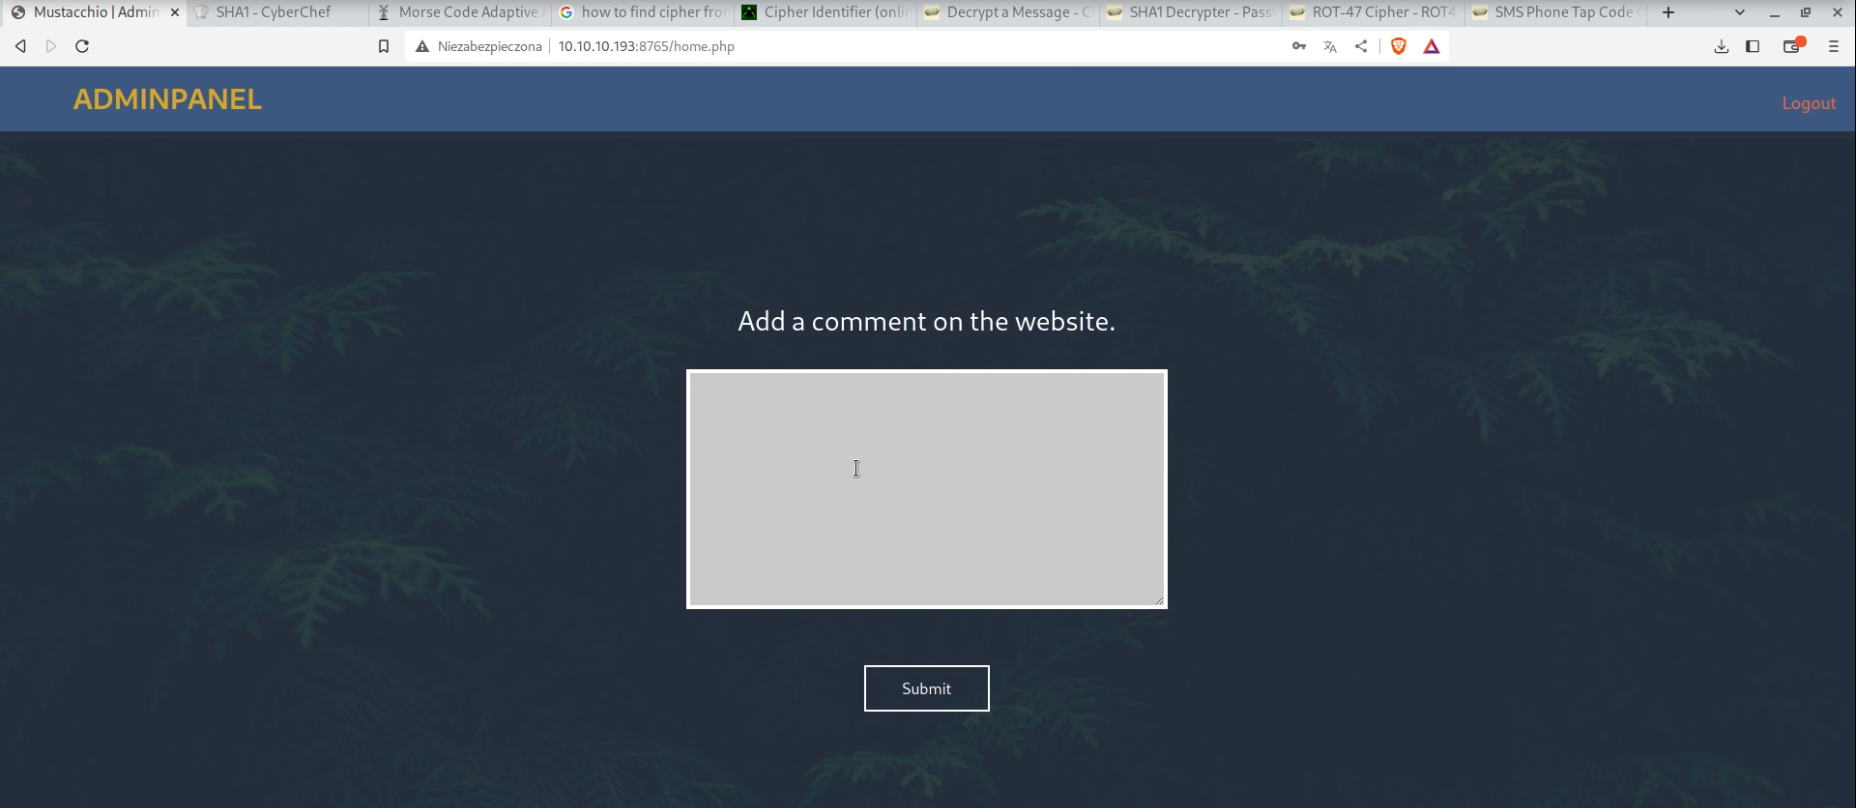 Mustacchio | Admin
SHA1 - CyberChef
Morse Code Adaptive
how to find cipher fro
Cipher Identifier (onli
Decrypt a Message - C
SHA1 Decrypter - Pass
ROT-47 Cipher - ROT4
SMS Phone Tap Code
Niezabezpieczona
10.10.10.193:8765/home.php
ADMINPANEL
Logout
Add a comment on the website.
Submit